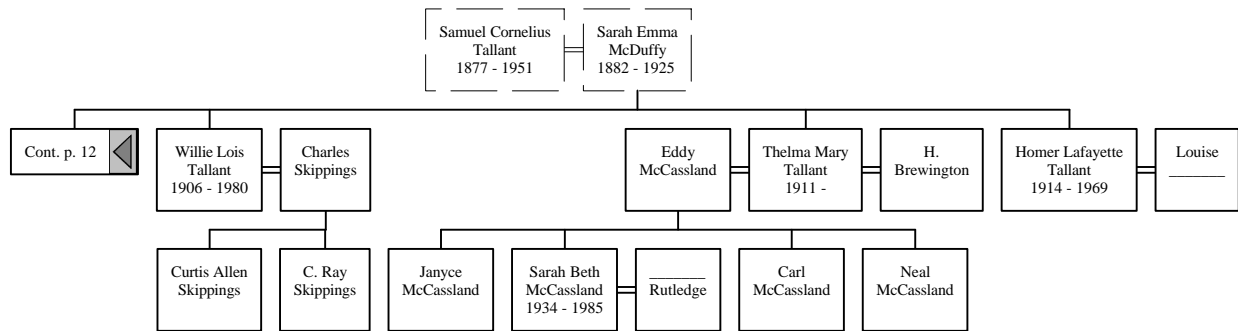 Samuel Cornelius
Tallant
1877 - 1951
Sarah Emma
McDuffy
1882 - 1925
Cont. p. 12
Willie Lois
Tallant
1906 - 1980
Charles
Skippings
Eddy
McCassland
Thelma Mary
Tallant
1911 -
H.
Brewington
Homer Lafayette
Tallant
1914 - 1969
Louise
_______
Curtis Allen
Skippings
C. Ray
Skippings
Janyce
McCassland
Sarah Beth
McCassland
1934 - 1985
_______
Rutledge
Carl
McCassland
Neal
McCassland